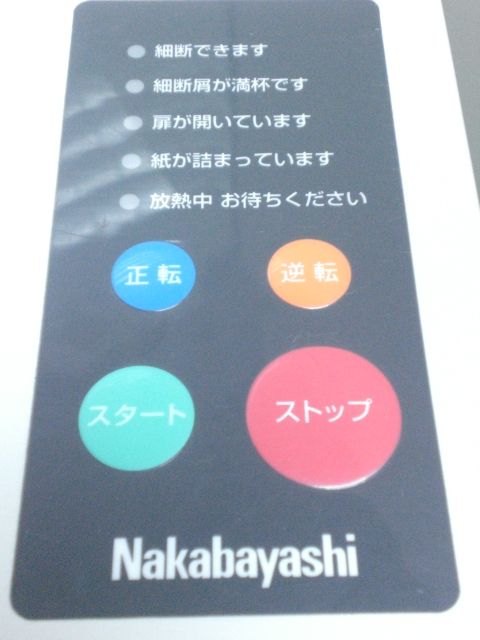 細断できます
細断屑が満杯です
扉が開いています
紙が詰まっています
放熱中 お待ちください
正転 逆転
スタート ストップ
Nakabayashi